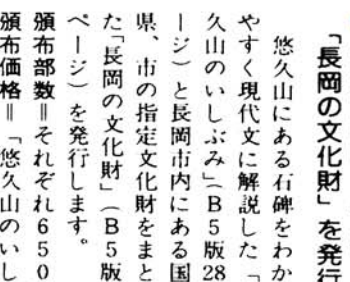 「長岡の文化財」を発行
悠久山にある石碑をわか
やすく現代文に解説した「
久山のいしぶみ」(B5版28
ージ)と長岡市内にある国
県、市の指定文化財をまと
た「長岡の文化財」(B5版
ページ)を発行します。
頒布部数＝それぞれ650
頒布価格＝「悠久山のいし